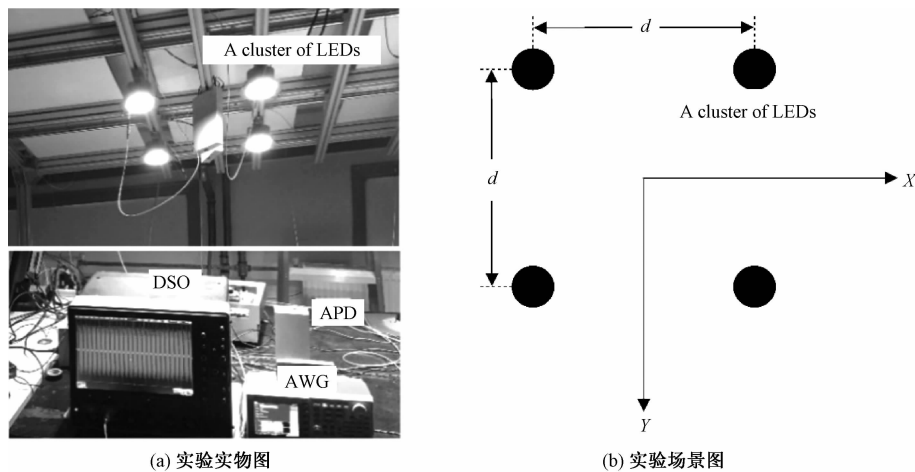 A cluster of LEDs
DSO
APD
AWG
(a) 实验实物图
d
A cluster of LEDs
d
X
Y
(b) 实验场景图